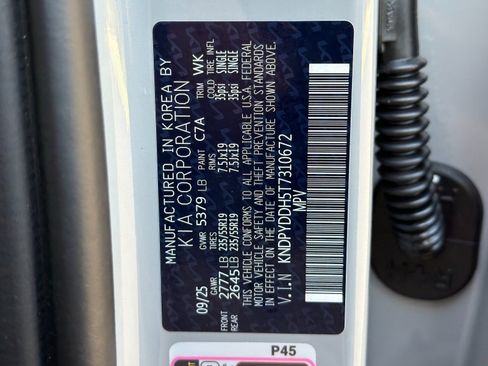 MANUFACTURED IN KOREA BY
KIA CORPORATION
09/25 GVWR 5379 LB PAINT C7A TRIM WK
GAWR TIRES RIMS COLD TIRE INFL
FRONT 2777 LB 235/55R19 7.5Jx19 35psi SINGLE
REAR 2645 LB 235/55R19 7.5Jx19 35psi SINGLE
THIS VEHICLE CONFORMS TO ALL APPLICABLE U.S.A. FEDERAL
MOTOR VEHICLE SAFETY AND THEFT PREVENTION STANDARDS
IN EFFECT ON THE DATE OF MANUFACTURE SHOWN ABOVE.
V.I.N KNDPYDDH5T7310672
MPV
P45